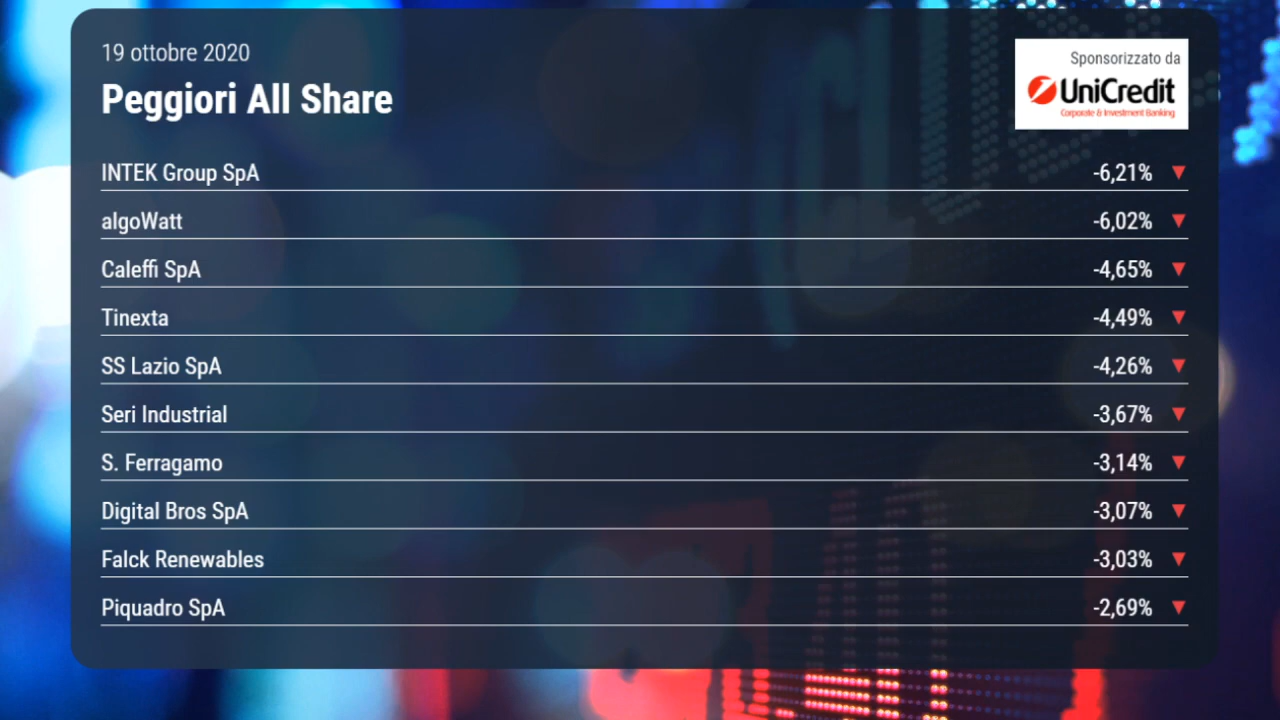 19 ottobre 2020
Peggiori All Share
Sponsorizzato da
UniCredit
Corporate & Investment Banking
INTEK Group SpA -6,21%
algoWatt -6,02%
Caleffi SpA -4,65%
Tinexta -4,49%
SS Lazio SpA -4,26%
Seri Industrial -3,67%
S. Ferragamo -3,14%
Digital Bros SpA -3,07%
Falck Renewables -3,03%
Piquadro SpA -2,69%